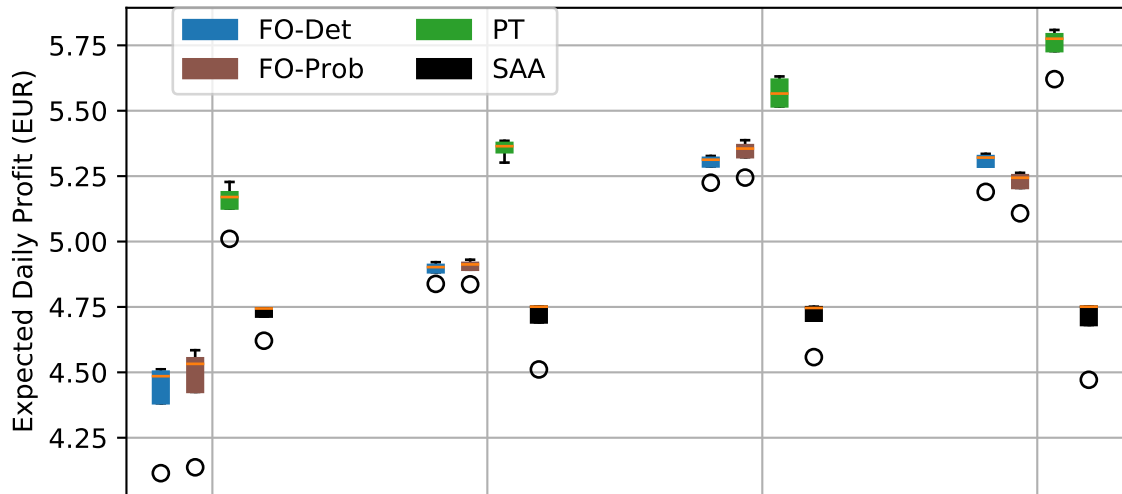 FO-Det PT
FO-Prob SAA
Expected Daily Profit (EUR)
5.75
5.50
5.25
5.00
4.75
4.50
4.25